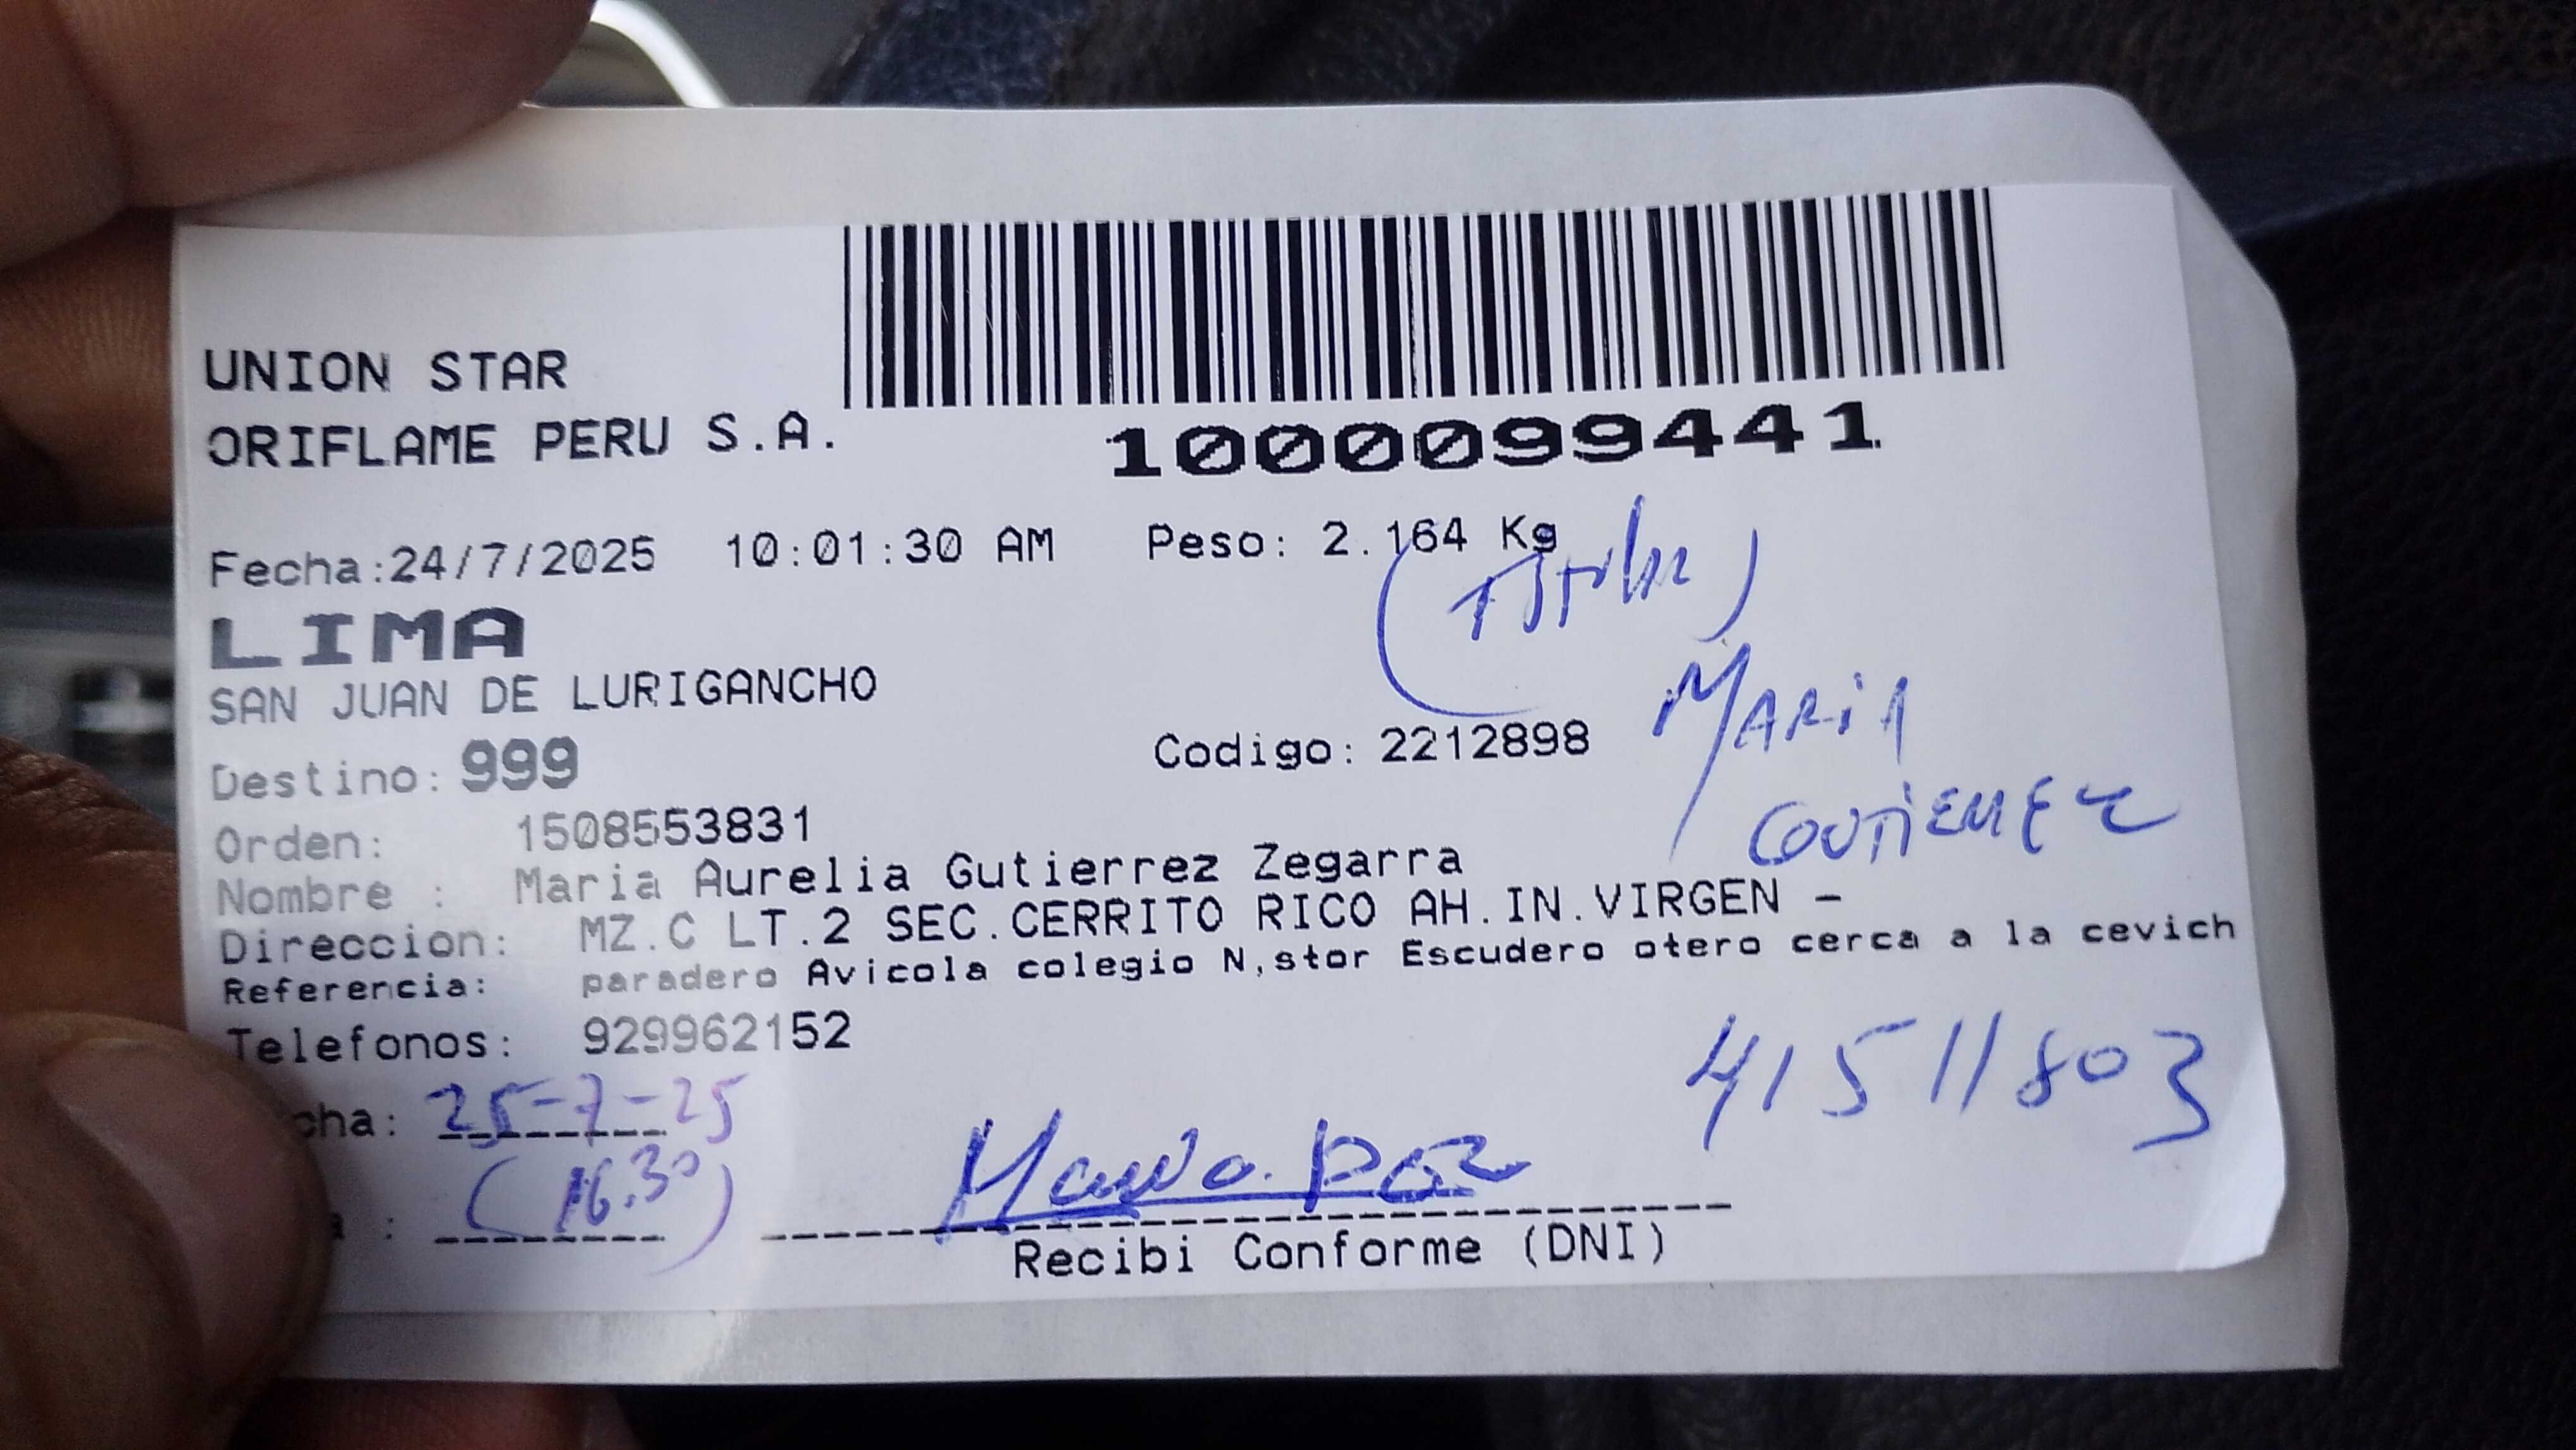 UNION STAR
ORIFLAME PERU S.A.
1000099441
Fecha:24/7/2025 10:01:30 AM Peso: 2.164 Kg
LIMA
SAN JUAN DE LURIGANCHO
Destino: 999
Codigo: 2212898
MARIA
Orden: 1508553831
Nombre : Maria Aurelia Gutierrez Zegarra
Direccion: MZ.C LT.2 SEC.CERRITO RICO AH.IN.VIRGEN -
Referencia: paradero Avicola colegio N,stor Escudero otero cerca a la cevich
Telefonos: 929962152
41511803
cha: 25-7-25
a : (16.30)
Recibi Conforme (DNI)